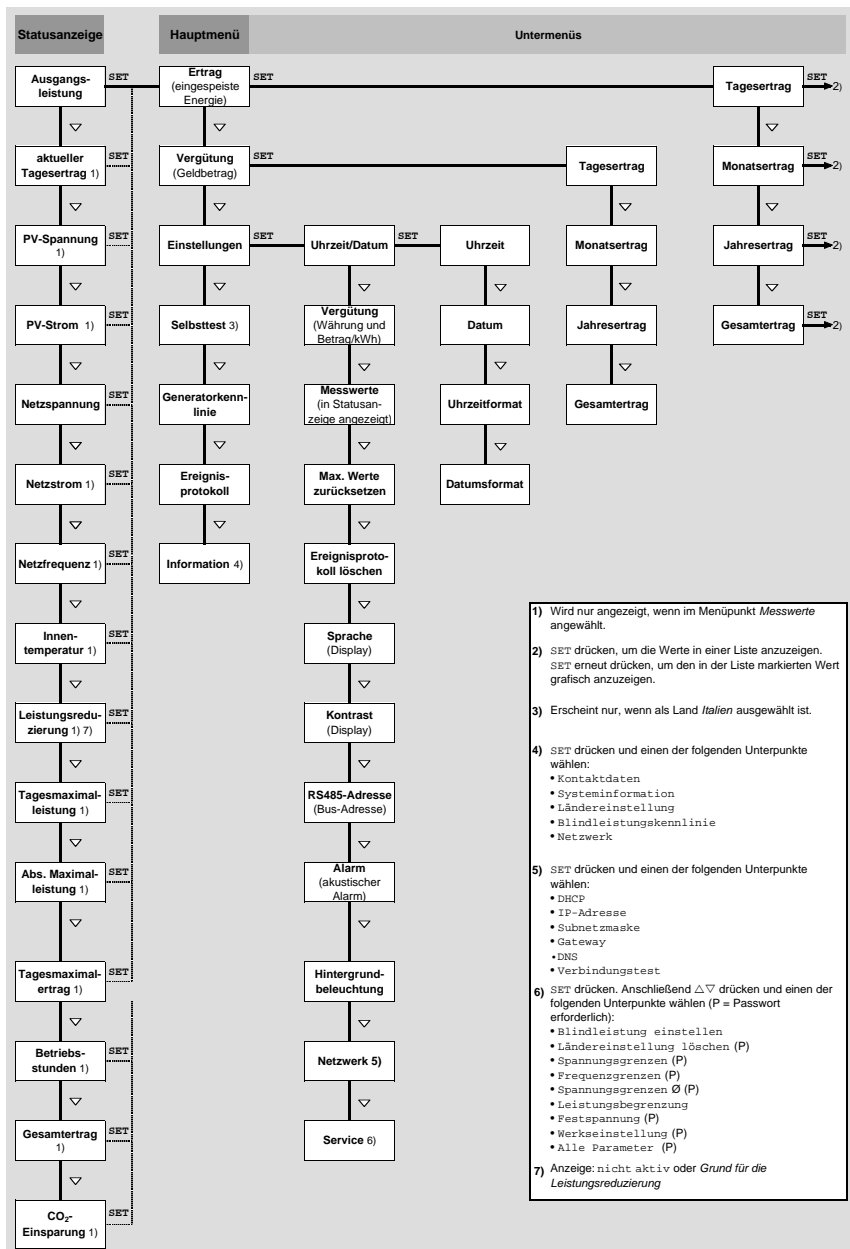 Statusanzeige
Hauptmenü
Untermenüs
Ausgangs-
leistung
SET
Ertrag
(eingespeiste
Energie)
SET
Tagesertrag
SET
2)
aktueller
Tagesertrag 1)
SET
Vergütung
(Geldbetrag)
SET
Tagesertrag
Monatsertrag
SET
2)
PV-Spannung
1)
SET
Einstellungen
SET
Uhrzeit/Datum
SET
Uhrzeit
Monatsertrag
Jahresertrag
SET
2)
PV-Strom 1)
SET
Selbsttest 3)
Vergütung
(Währung und
Betrag/kWh)
Datum
Jahresertrag
Gesamtertrag
SET
2)
Netzspannung
SET
Generatorkenn-
linie
Messwerte
(in Statusan-
zeige angezeigt)
Uhrzeitformat
Gesamtertrag
Netzstrom 1)
SET
Ereignis-
protokoll
Max. Werte
zurücksetzen
Datumsformat
Netzfrequenz 1)
SET
Information 4)
Ereignisproto-
koll löschen
Innen-
temperatur 1)
SET
Sprache
(Display)
Leistungsredu-
zierung 1) 7)
SET
Kontrast
(Display)
Tagesmaximal-
leistung 1)
SET
RS485-Adresse
(Bus-Adresse)
Abs. Maximal-
leistung 1)
SET
Alarm
(akustischer
Alarm)
Tagesmaximal-
ertrag 1)
SET
Hintergrund-
beleuchtung
Betriebs-
stunden 1)
SET
Netzwerk 5)
Gesamtertrag
1)
SET
Service 6)
CO2-
Einsparung 1)
SET
1) Wird nur angezeigt, wenn im Menüpunkt Messwerte
angewählt.
2) SET drücken, um die Werte in einer Liste anzuzeigen.
SET erneut drücken, um den in der Liste markierten Wert
grafisch anzuzeigen.
3) Erscheint nur, wenn als Land Italien ausgewählt ist.
4) SET drücken und einen der folgenden Unterpunkte
wählen:
• Kontaktdaten
• Systeminformation
• Ländereinstellung
• Blindleistungskennlinie
• Netzwerk
5) SET drücken und einen der folgenden Unterpunkte
wählen:
• DHCP
• IP-Adresse
• Subnetzmaske
• Gateway
• DNS
• Verbindungstest
6) SET drücken. Anschließend △▽ drücken und einen der
folgenden Unterpunkte wählen (P = Passwort
erforderlich):
• Blindleistung einstellen
• Ländereinstellung löschen (P)
• Spannungsgrenzen (P)
• Frequenzgrenzen (P)
• Spannungsgrenzen Ø (P)
• Leistungsbegrenzung
• Festspannung (P)
• Werkseinstellung (P)
• Alle Parameter (P)
7) Anzeige: nicht aktiv oder Grund für die
Leistungsreduzierung